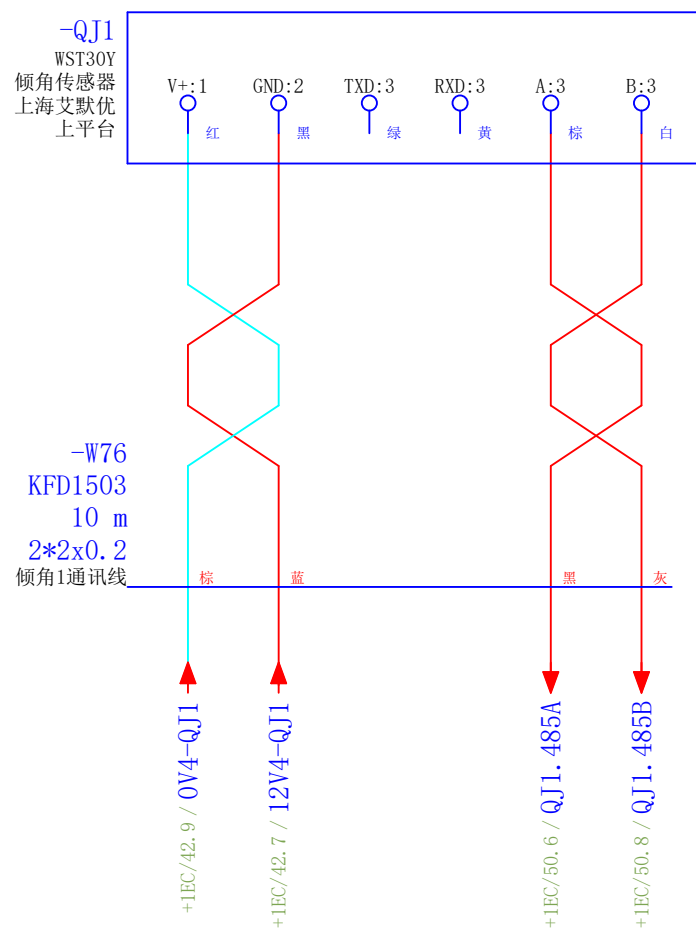 -QJ1
WST30Y
倾角传感器
上海艾默优
上平台
V+:1 GND:2 TXD:3 RXD:3 A:3 B:3
红 黑 绿 黄 棕 白
-W76
KFD1503
10 m
2*2x0.2
倾角1通讯线
棕 蓝 黑 灰
+1EC/42.9 / 0V4-QJ1
+1EC/42.7 / 12V4-QJ1
+1EC/50.6 / QJ1.485A
+1EC/50.8 / QJ1.485B